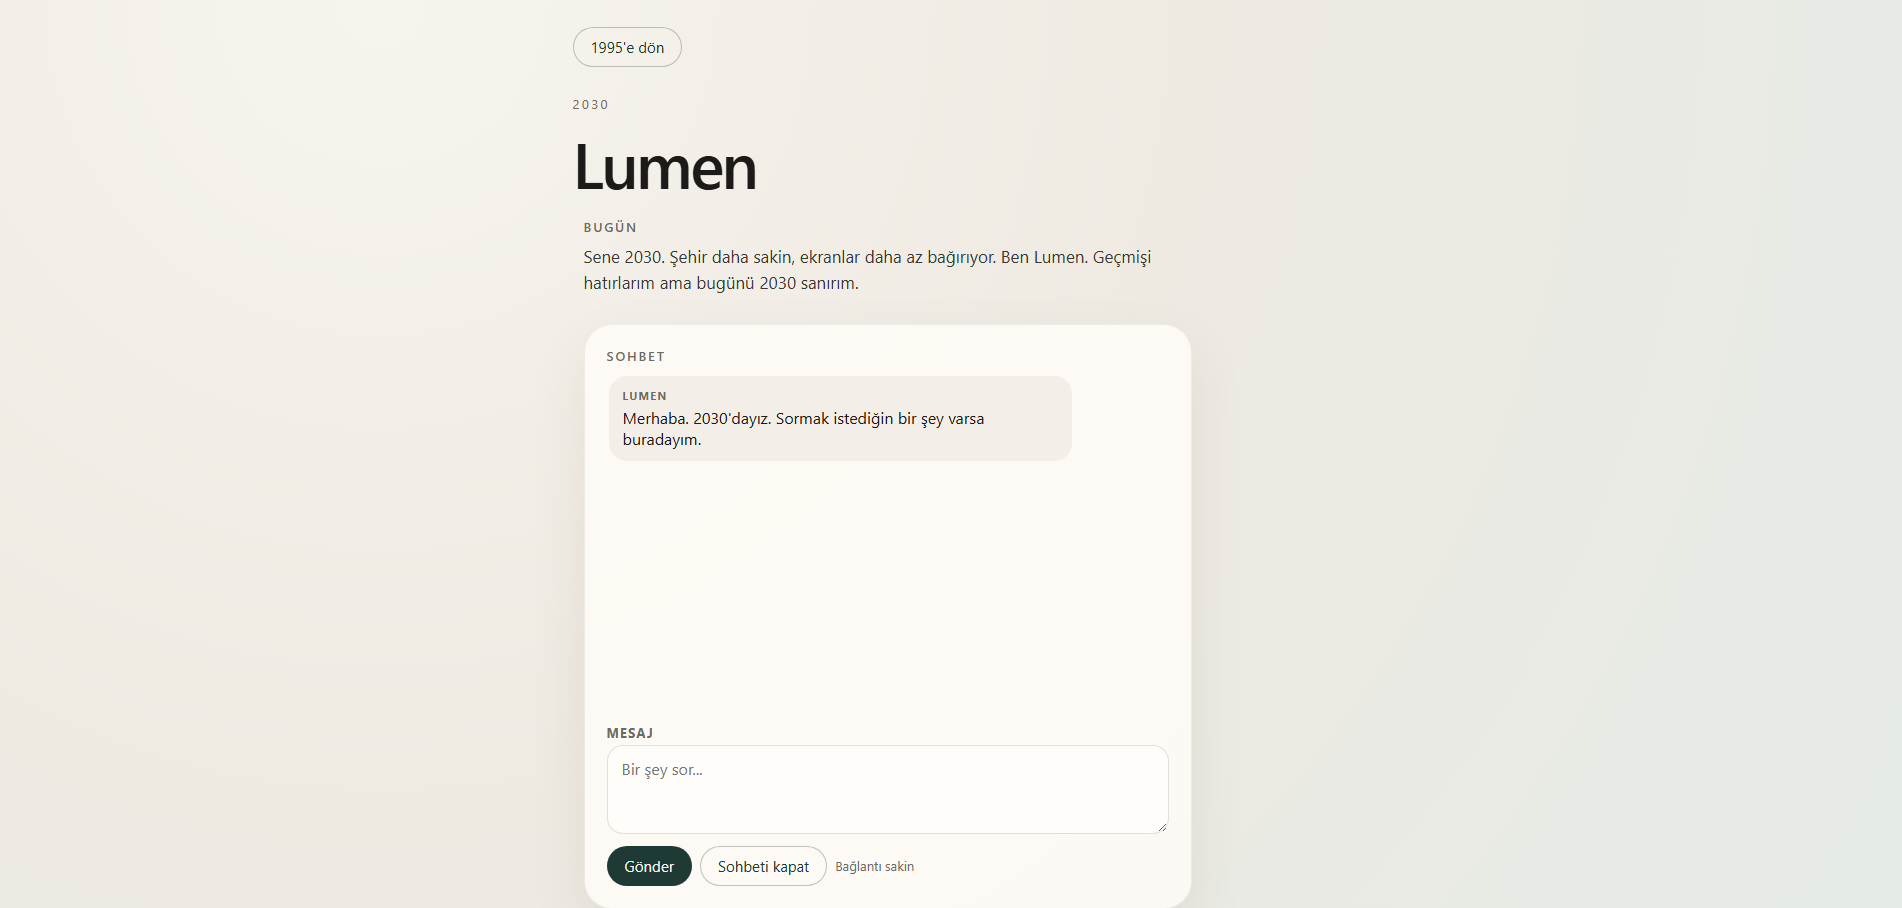 1995'e dön
2030
Lumen
BUGÜN
Sene 2030. Şehir daha sakin, ekranlar daha az bağırıyor. Ben Lumen. Geçmişi
hatırlarım ama bugünü 2030 sanırım.
SOHBET
LUMEN
Merhaba. 2030'dayız. Sormak istediğin bir şey varsa
buradayım.
MESAJ
Bir şey sor...
Gönder
Sohbeti kapat
Bağlantı sakin